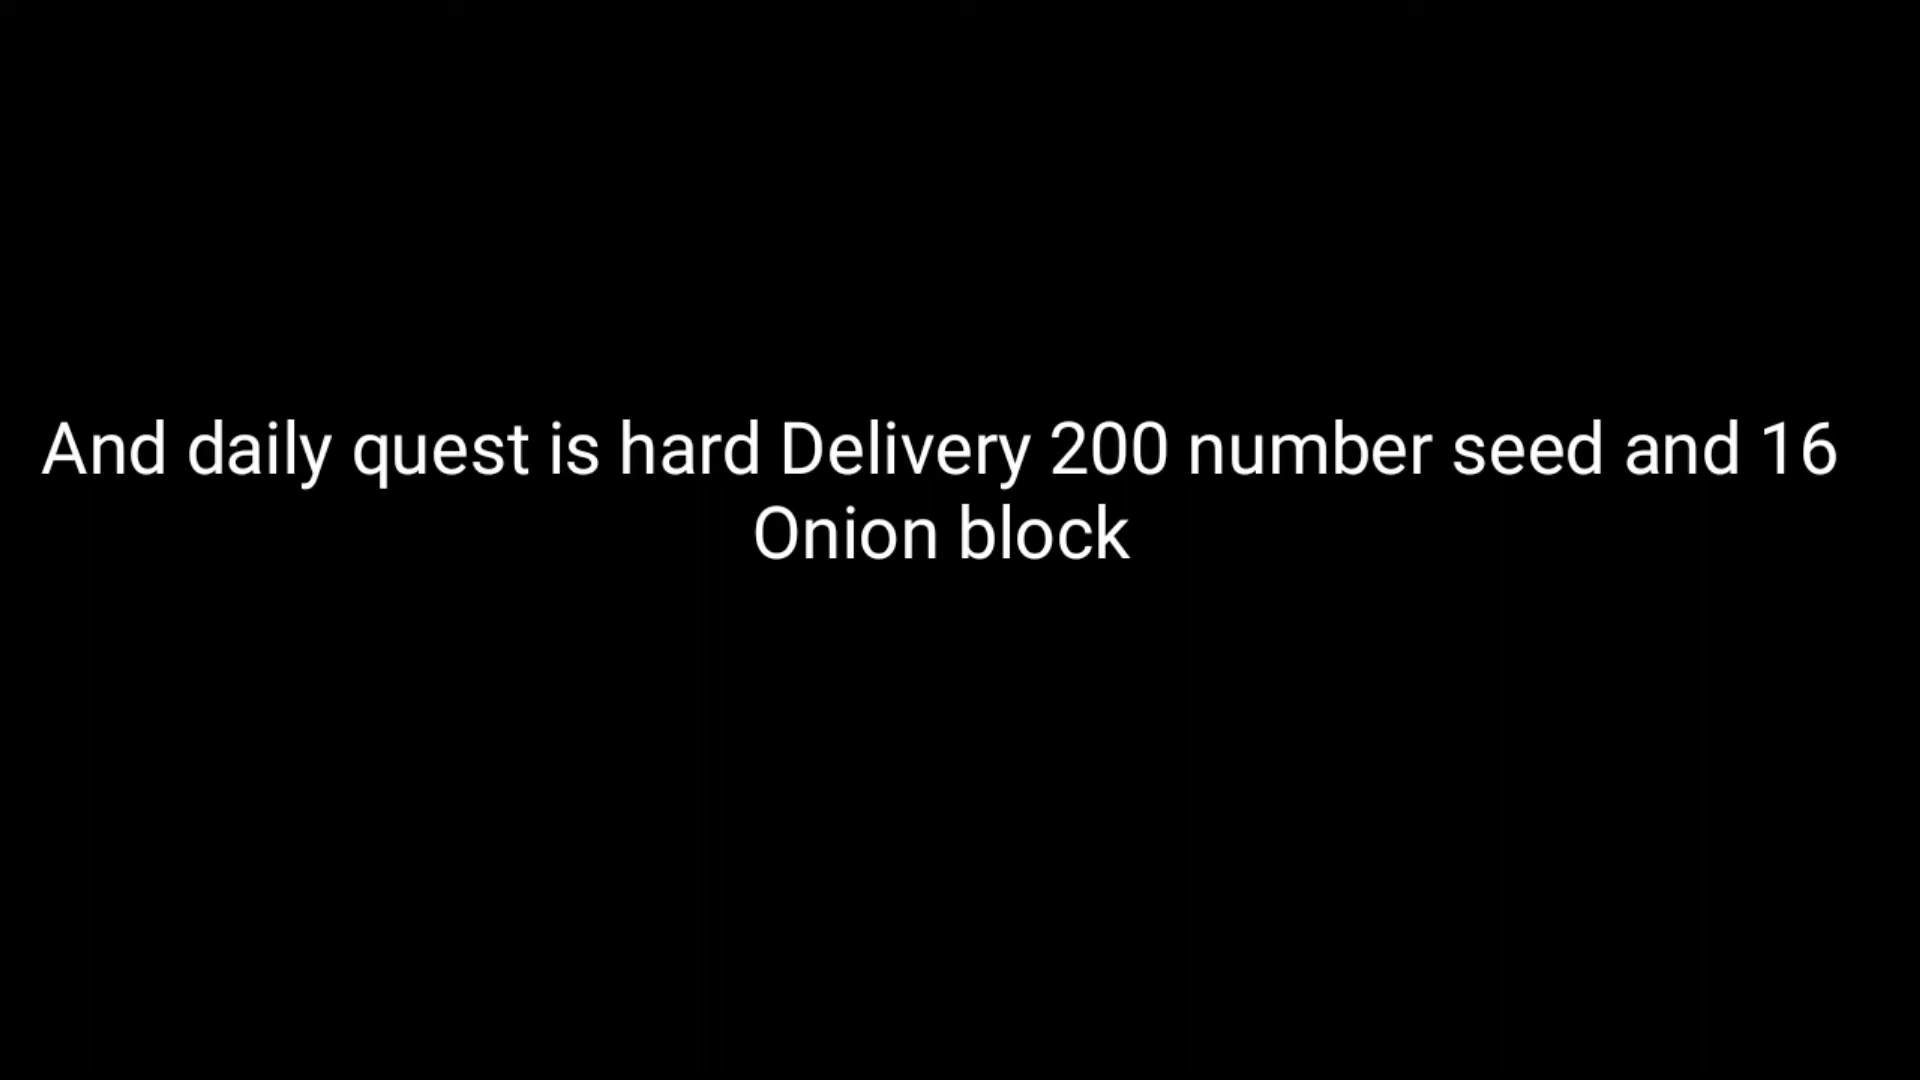 And daily quest is hard Delivery 200 number seed and 16
Onion block